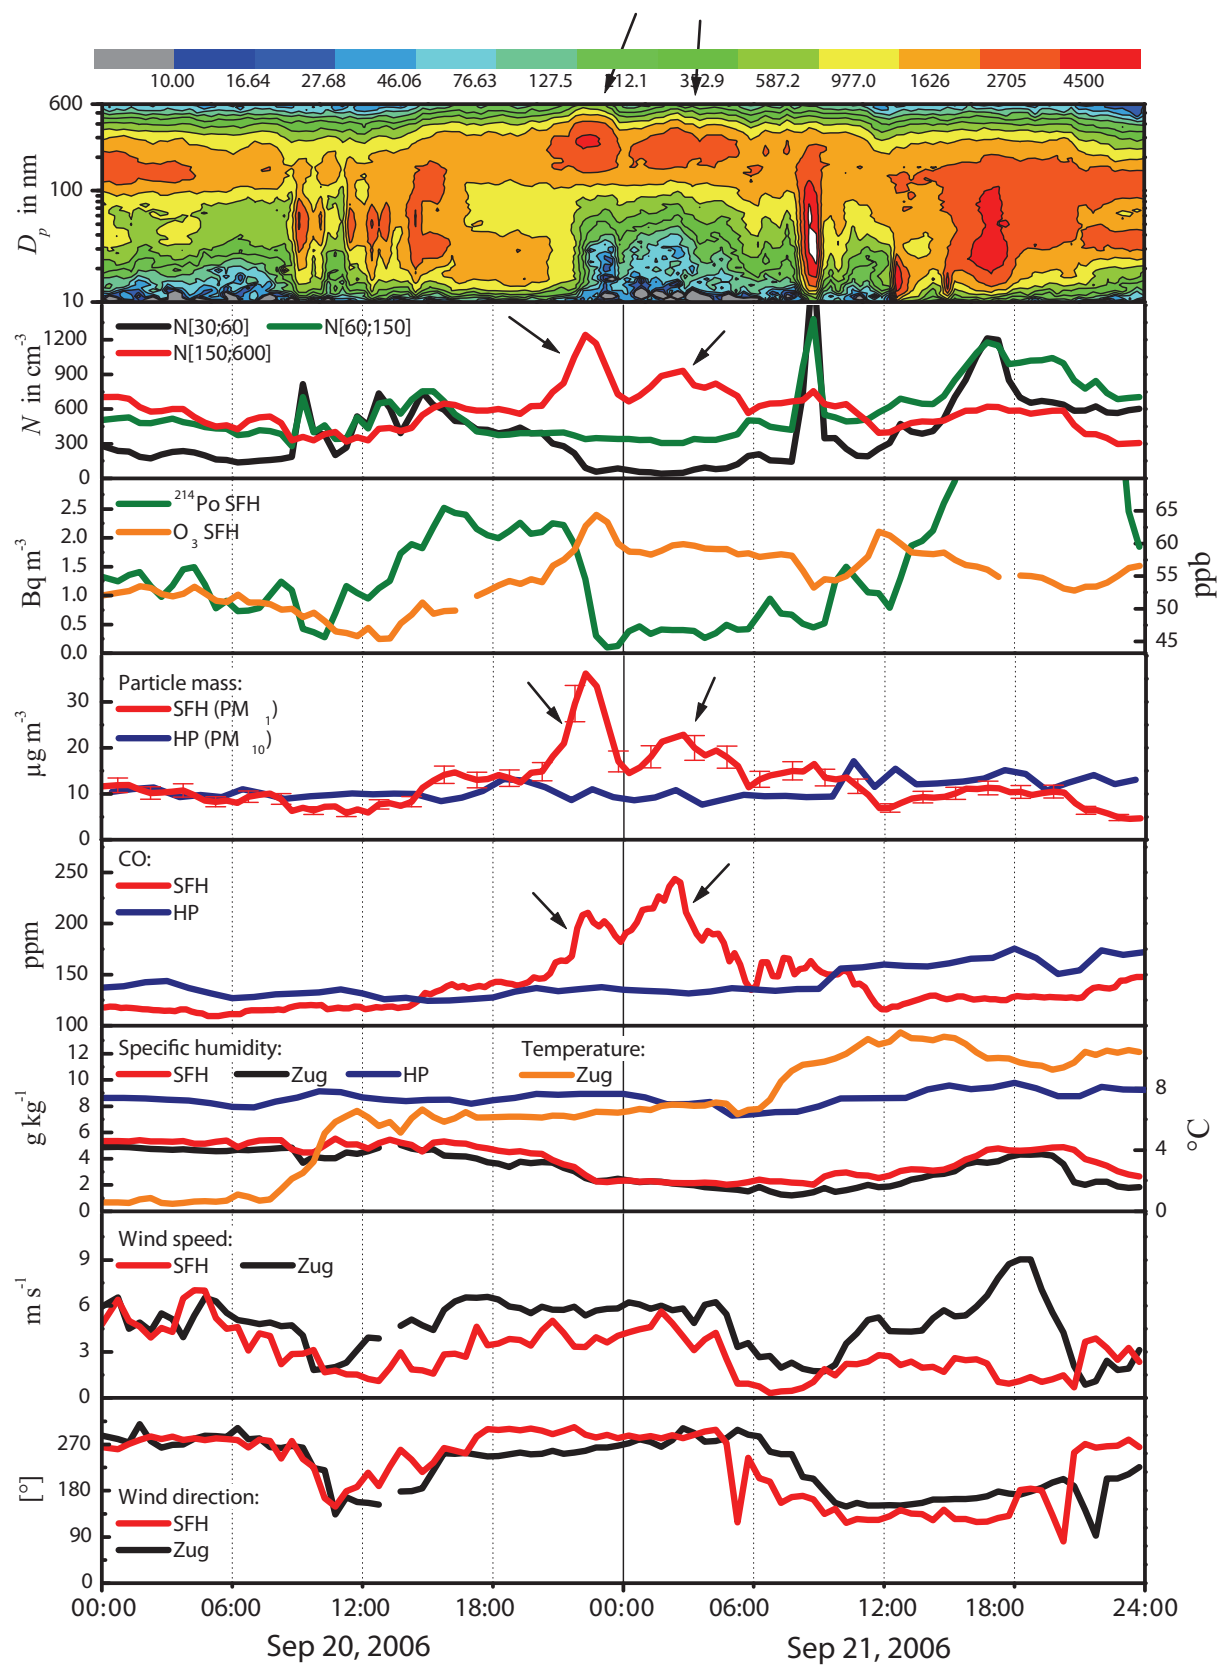 10.00 16.64 27.68 46.06 76.63 127.5 212.1 352.9 587.2 977.0 1626 2705 4500
600
100
10
D_p in nm
N[30;60] N[60;150]
N[150;600]
1200
900
600
300
0
N in cm⁻³
²¹⁴Po SFH
O₃ SFH
2.5
2.0
1.5
1.0
0.5
0.0
Bq m⁻³
65
60
55
50
45
ppb
Particle mass:
SFH (PM ₁)
HP (PM ₁₀)
30
20
10
0
µg m⁻³
CO:
SFH
HP
250
200
150
100
ppm
Specific humidity:
SFH Zug HP
Temperature:
Zug
12
10
8
6
4
2
0
g kg⁻¹
8
4
0
°C
Wind speed:
SFH Zug
9
6
3
0
m s⁻¹
270
180
90
0
[°]
Wind direction:
SFH
Zug
00:00 06:00 12:00 18:00 00:00 06:00 12:00 18:00 24:00
Sep 20, 2006 Sep 21, 2006